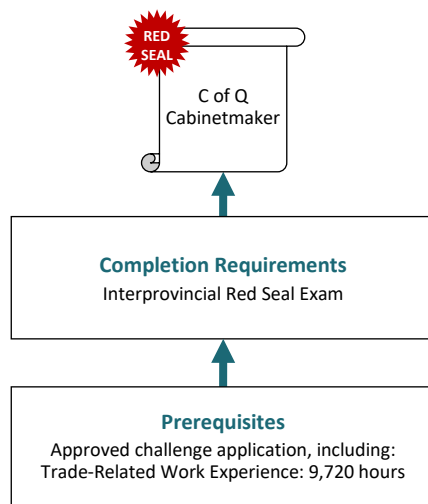 RED
SEAL
C of Q
Cabinetmaker
Completion Requirements
Interprovincial Red Seal Exam
Prerequisites
Approved challenge application, including:
Trade-Related Work Experience: 9,720 hours